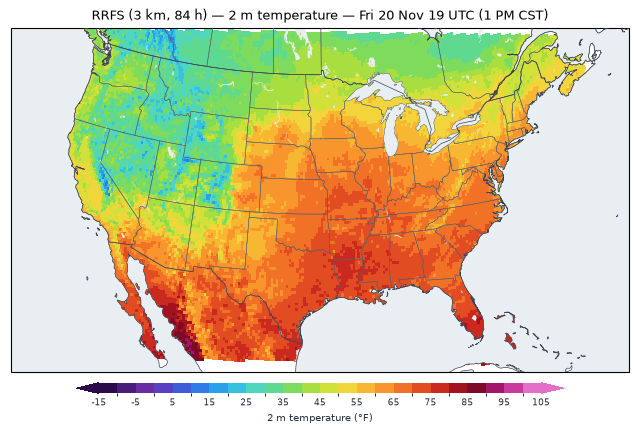 RRFS (3 km, 84 h) — 2 m temperature — Fri 20 Nov 19 UTC (1 PM CST)
-15 -5 5 15 25 35 45 55 65 75 85 95 105
2 m temperature (°F)